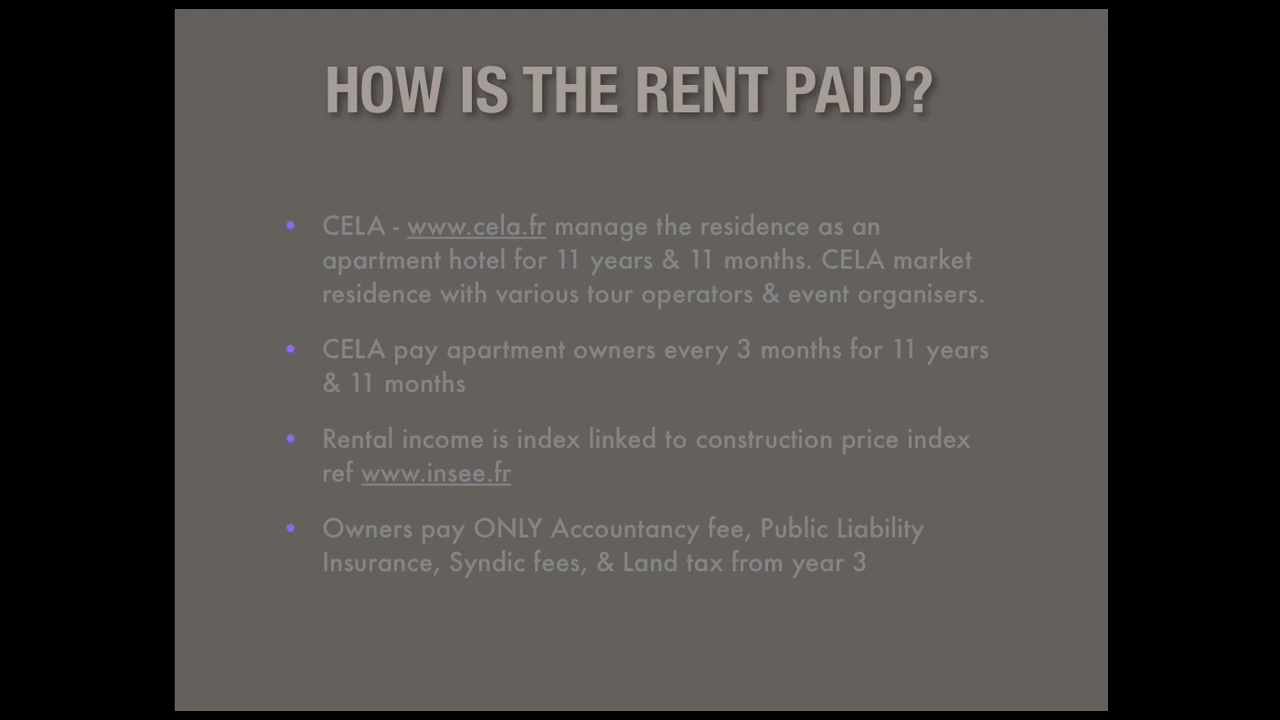 HOW IS THE RENT PAID?
• CELA - www.cela.fr manage the residence as an
apartment hotel for 11 years & 11 months. CELA market
residence with various tour operators & event organisers.
• CELA pay apartment owners every 3 months for 11 years
& 11 months
• Rental income is index linked to construction price index
ref www.insee.fr
• Owners pay ONLY Accountancy fee, Public Liability
Insurance, Syndic fees, & Land tax from year 3